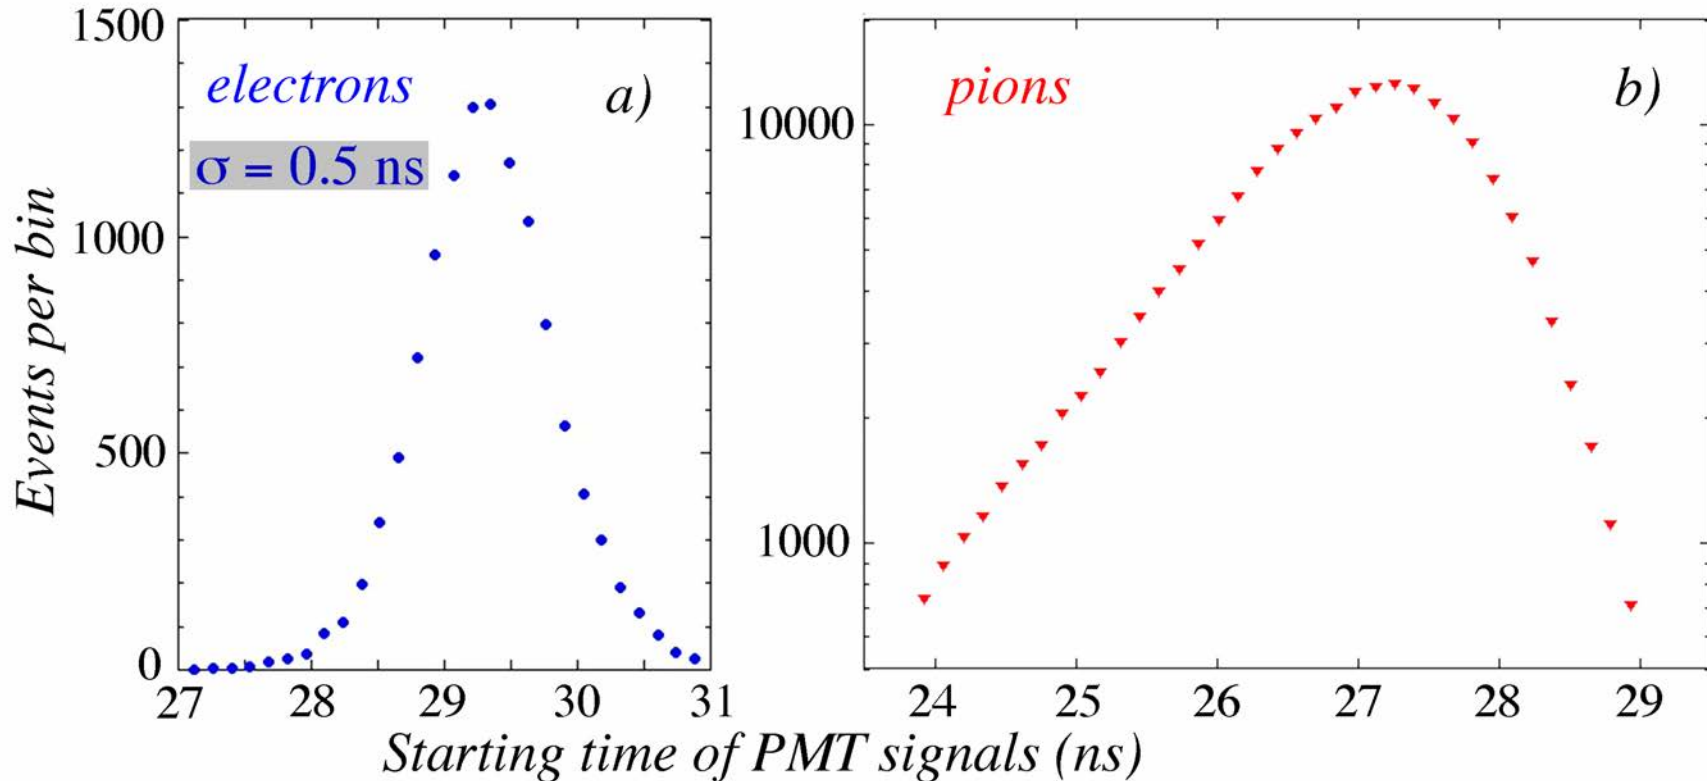 electrons
a)
σ = 0.5 ns
pions
b)
Events per bin
1500
1000
500
0
10000
1000
27 28 29 30 31
24 25 26 27 28 29
Starting time of PMT signals (ns)